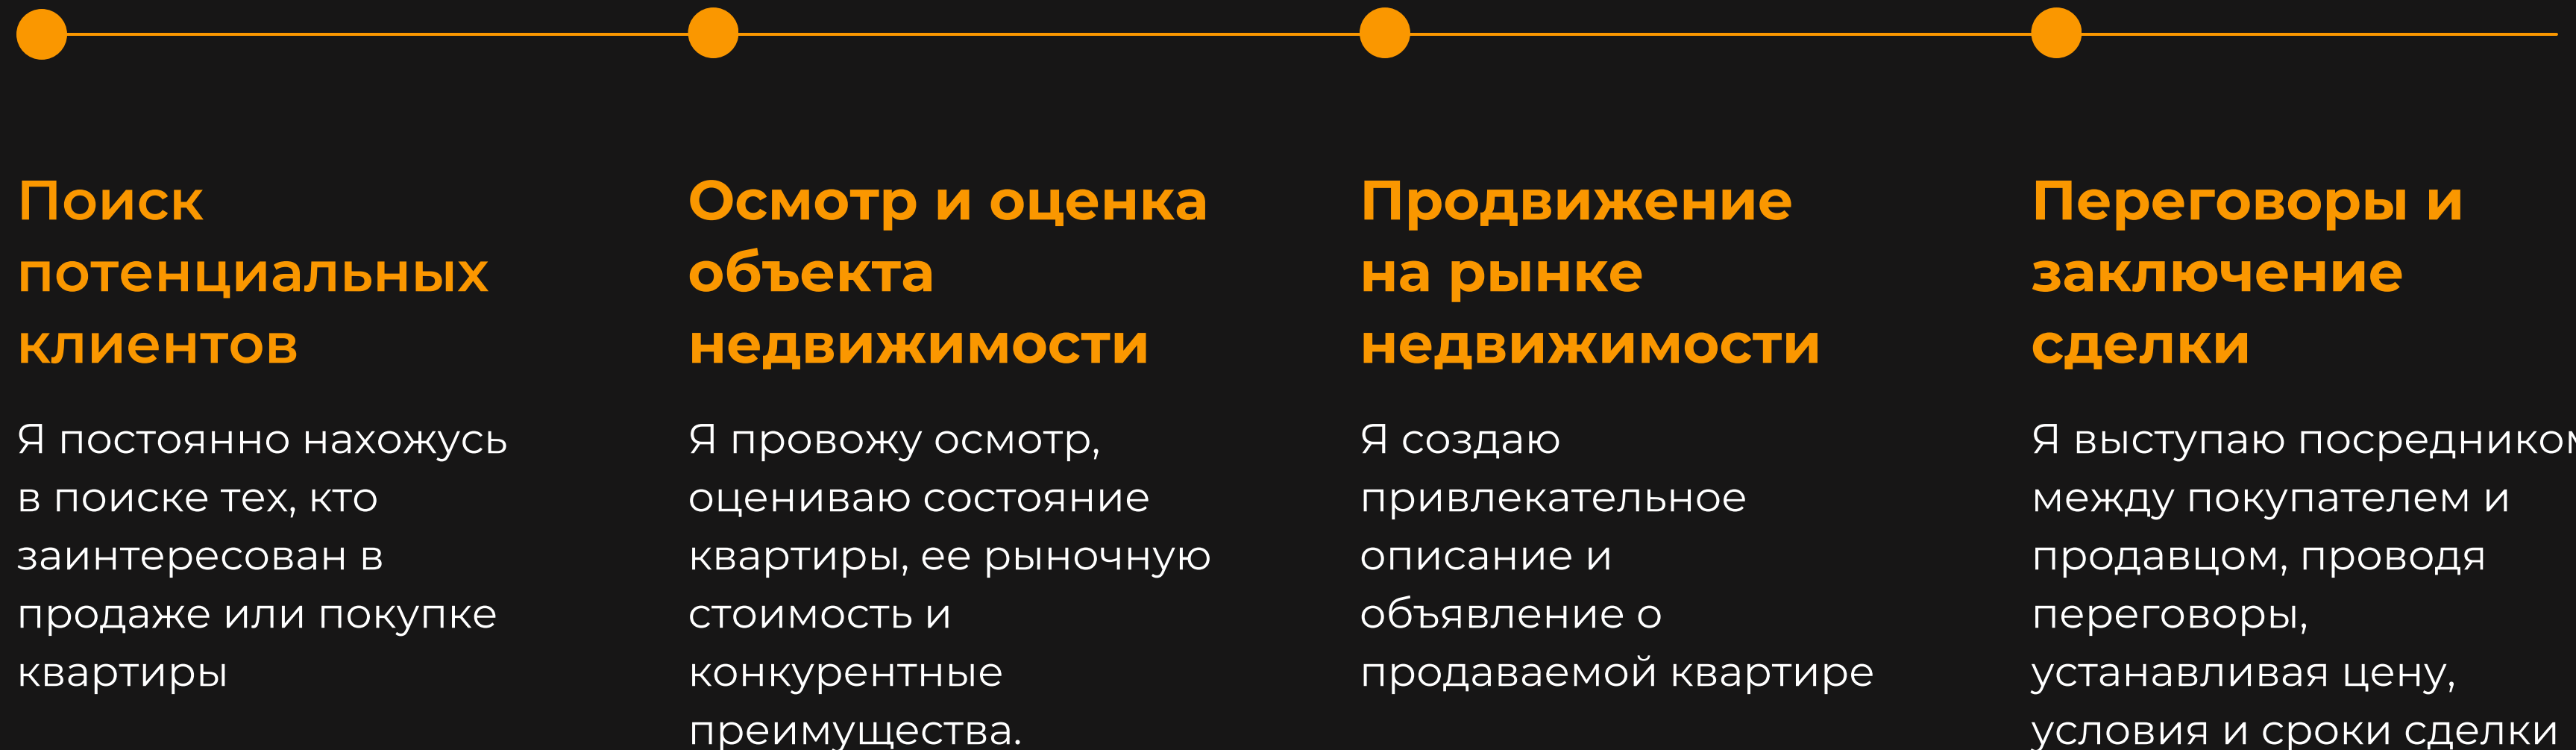 Поиск
потенциальных
клиентов
Я постоянно нахожусь
в поиске тех, кто
заинтересован в
продаже или покупке
квартиры
Осмотр и оценка
объекта
недвижимости
Я провожу осмотр,
оцениваю состояние
квартиры, ее рыночную
стоимость и
конкурентные
преимущества.
Продвижение
на рынке
недвижимости
Я создаю
привлекательное
описание и
объявление о
продаваемой квартире
Переговоры и
заключение
сделки
Я выступаю посредником
между покупателем и
продавцом, проводя
переговоры,
устанавливая цену,
условия и сроки сделки